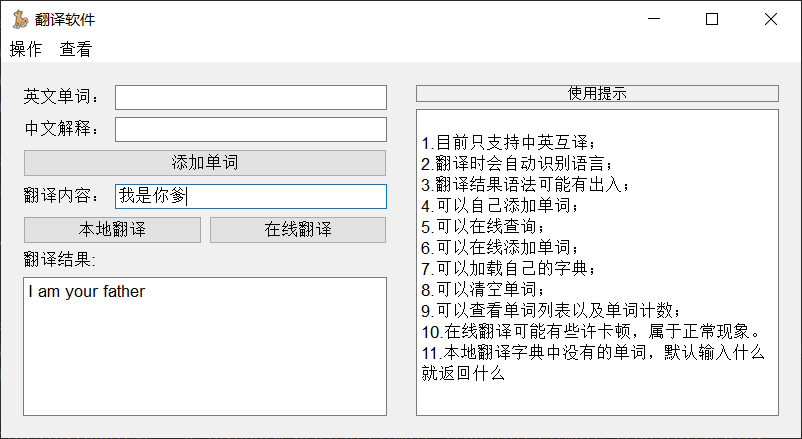 翻译软件
操作 查看
英文单词：
中文解释：
添加单词
翻译内容： 我是你爹
本地翻译 在线翻译
翻译结果:
I am your father
使用提示
1.目前只支持中英互译；
2.翻译时会自动识别语言；
3.翻译结果语法可能有出入；
4.可以自己添加单词；
5.可以在线查询；
6.可以在线添加单词；
7.可以加载自己的字典；
8.可以清空单词；
9.可以查看单词列表以及单词计数；
10.在线翻译可能有些许卡顿，属于正常现象。
11.本地翻译字典中没有的单词，默认输入什么
就返回什么